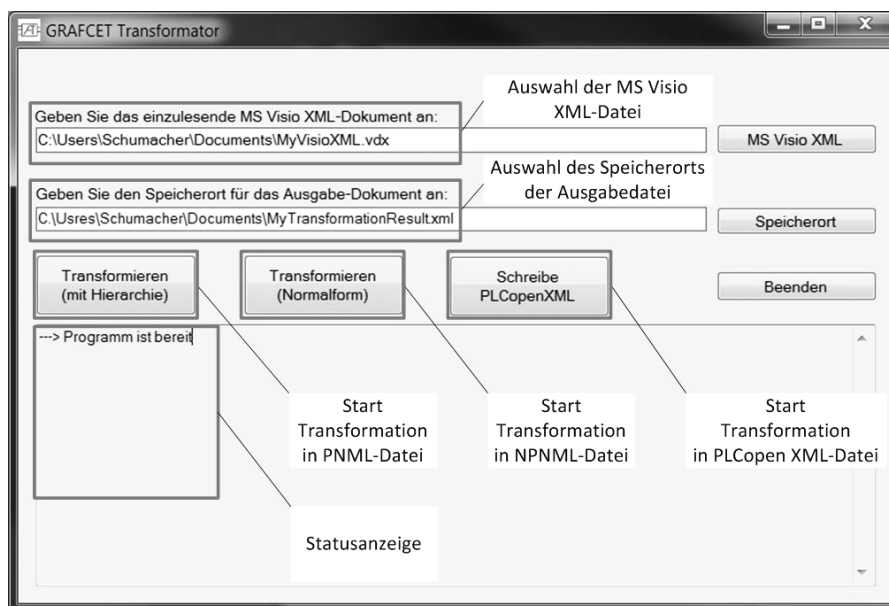 GRAFCET Transformator
Auswahl der MS Visio
XML-Datei
Geben Sie das einzulesende MS Visio XML-Dokument an:
C:\Users\Schumacher\Documents\MyVisioXML.vdx
MS Visio XML
Auswahl des Speicherorts
der Ausgabedatei
Geben Sie den Speicherort für das Ausgabe-Dokument an:
C.\Usres\Schumacher\Documents\MyTransformationResult.xml
Speicherort
Transformieren
(mit Hierarchie)
Transformieren
(Normalform)
Schreibe
PLCopenXML
Beenden
---> Programm ist bereit
Start
Transformation
in PNML-Datei
Start
Transformation
in NPNML-Datei
Start
Transformation
in PLCopen XML-Datei
Statusanzeige